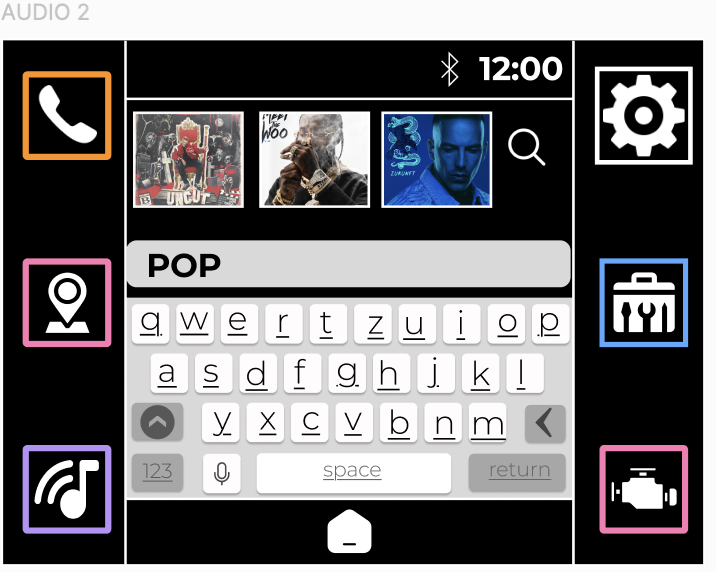 AUDIO 2
12:00
MEET
THE
WOO
UNCUT
ZUKUNFT
POP
q w e r t z u i o p
a s d f g h j k l
y x c v b n m
123 space return